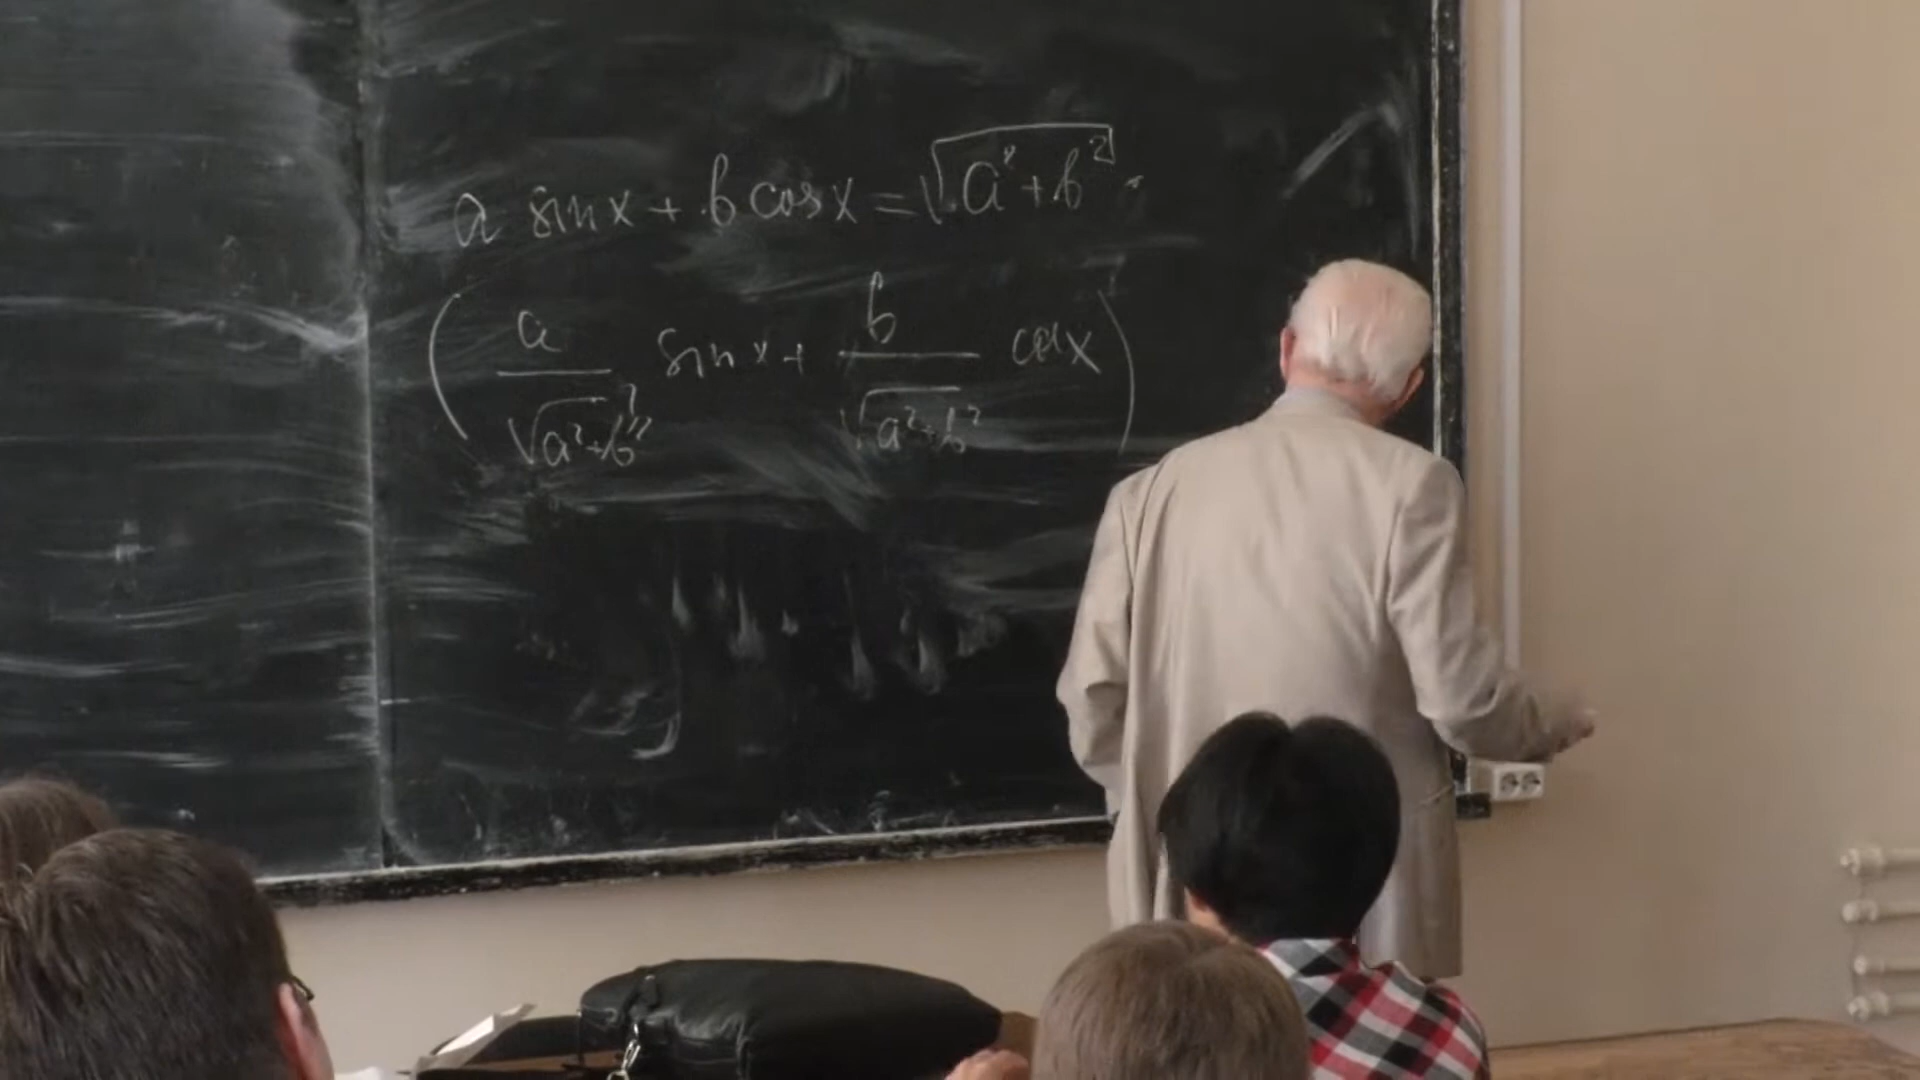 a sin x + b cos x = √(a² + b²) ·
( a/√(a² + b²) sin x + b/√(a² + b²) cos x )